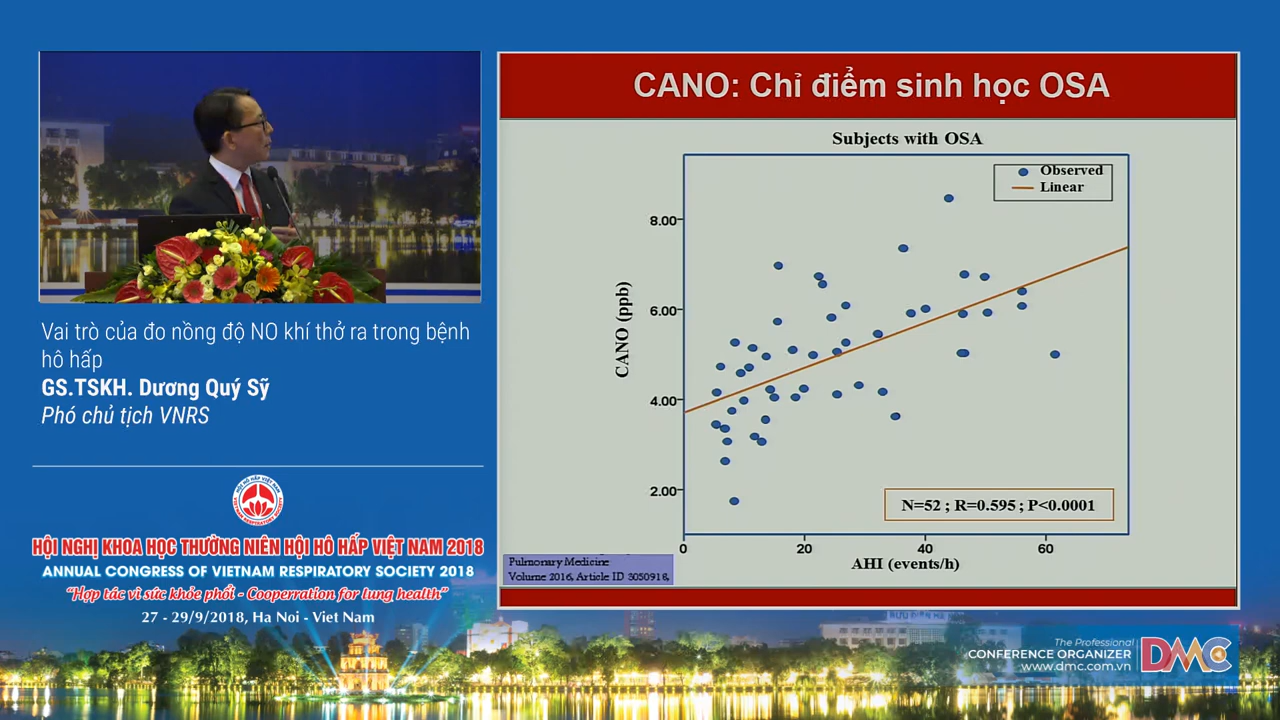 CANO: Chỉ điểm sinh học OSA
Subjects with OSA
Observed
Linear
8.00
6.00
4.00
2.00
CANO (ppb)
N=52 ; R=0.595 ; P<0.0001
0
20
40
60
AHI (events/h)
Pulmonary Medicine
Volume 2016, Article ID 3050918,
Vai trò của đo nồng độ NO khí thở ra trong bệnh
hô hấp
GS.TSKH. Dương Quý Sỹ
Phó chủ tịch VNRS
HỘI NGHỊ KHOA HỌC THƯỜNG NIÊN HỘI HÔ HẤP VIỆT NAM 2018
ANNUAL CONGRESS OF VIETNAM RESPIRATORY SOCIETY 2018
“Hợp tác vì sức khỏe phổi - Cooperration for lung health”
27 - 29/9/2018, Ha Noi - Viet Nam
The Professional
CONFERENCE ORGANIZER
www.dmc.com.vn
DMC